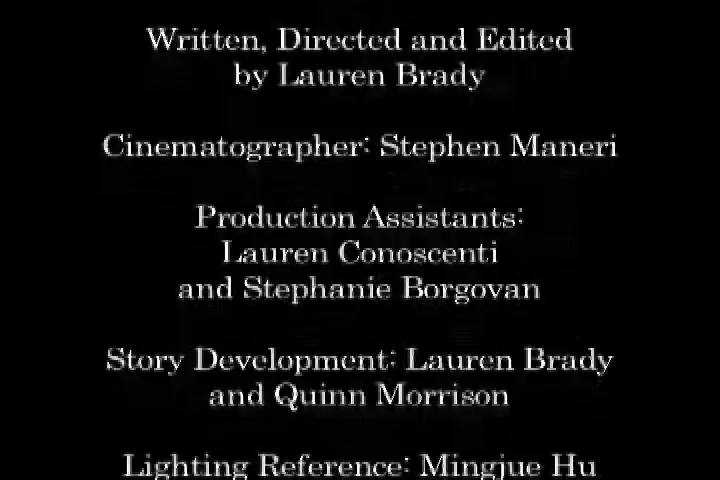 Written, Directed and Edited
by Lauren Brady
Cinematographer: Stephen Maneri
Production Assistants:
Lauren Conoscenti
and Stephanie Borgovan
Story Development: Lauren Brady
and Quinn Morrison
Lighting Reference: Mingjue Hu